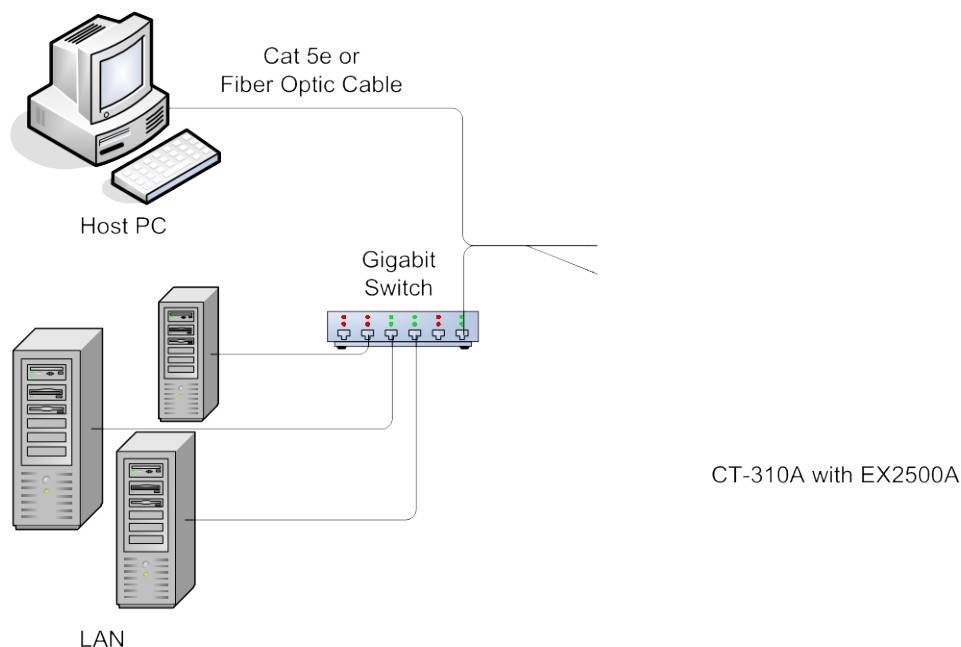 Cat 5e or
Fiber Optic Cable
Host PC
Gigabit
Switch
CT-310A with EX2500A
LAN